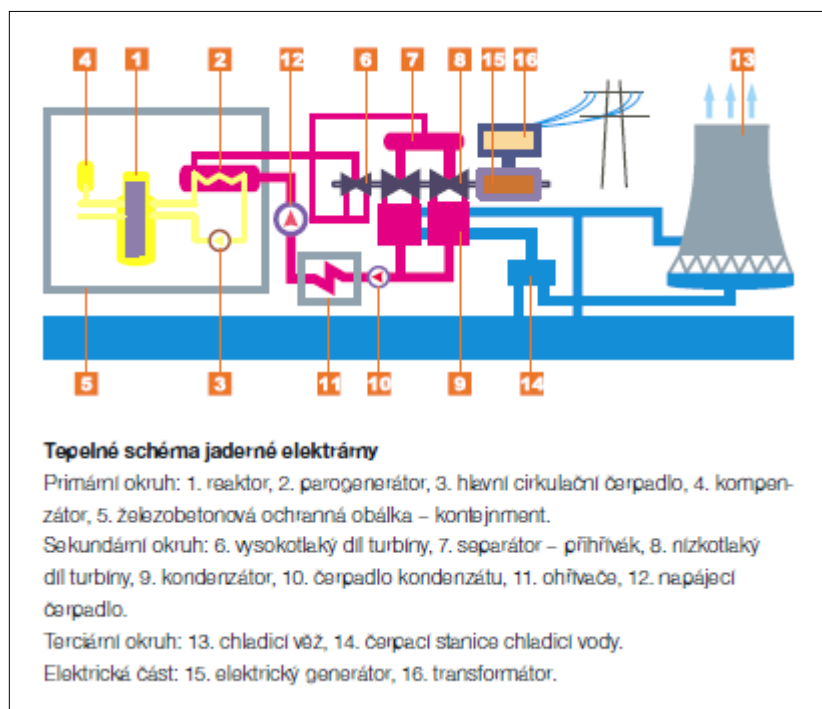 4 1 2 12 6 7 8 15 16 13
5 3 11 10 9 14
Tepelné schéma jaderné elektrárny
Primární okruh: 1. reaktor, 2. parogenerátor, 3. hlavní cirkulační čerpadlo, 4. kompen-
zátor, 5. železobetonová ochranná obálka – kontejnment.
Sekundární okruh: 6. vysokotlaký díl turbíny, 7. separátor – přihřívák, 8. nízkotlaký
díl turbíny, 9. kondenzátor, 10. čerpadlo kondenzátu, 11. ohřívače, 12. napájecí
čerpadlo.
Terciární okruh: 13. chladicí věž, 14. čerpací stanice chladicí vody.
Elektrická část: 15. elektrický generátor, 16. transformátor.